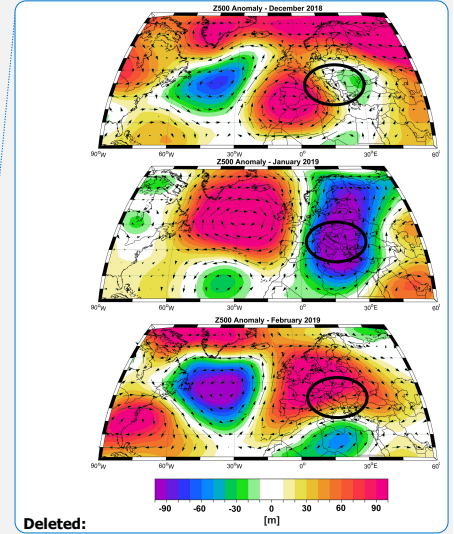 Z500 Anomaly - December 2018
90°W 60°W 30°W 0° 30°E 60°
Z500 Anomaly - January 2019
90°W 60°W 30°W 0° 30°E 60°
Z500 Anomaly - February 2019
90°W 60°W 30°W 0° 30°E 60°
-90 -60 -30 0 30 60 90
[m]
Deleted: